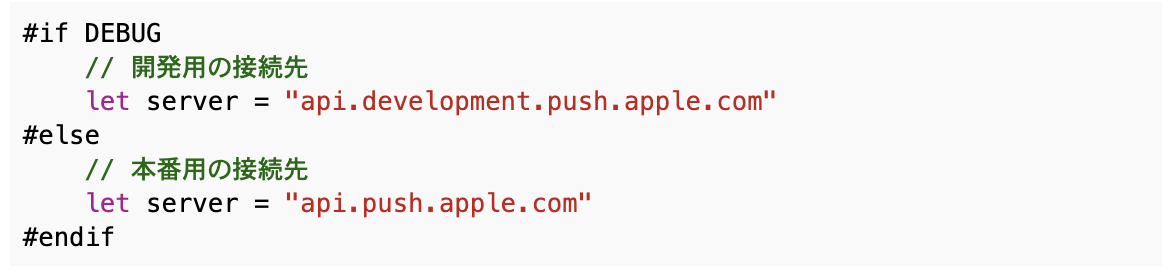 #if DEBUG
    // 開発用の接続先
    let server = "api.development.push.apple.com"
#else
    // 本番用の接続先
    let server = "api.push.apple.com"
#endif